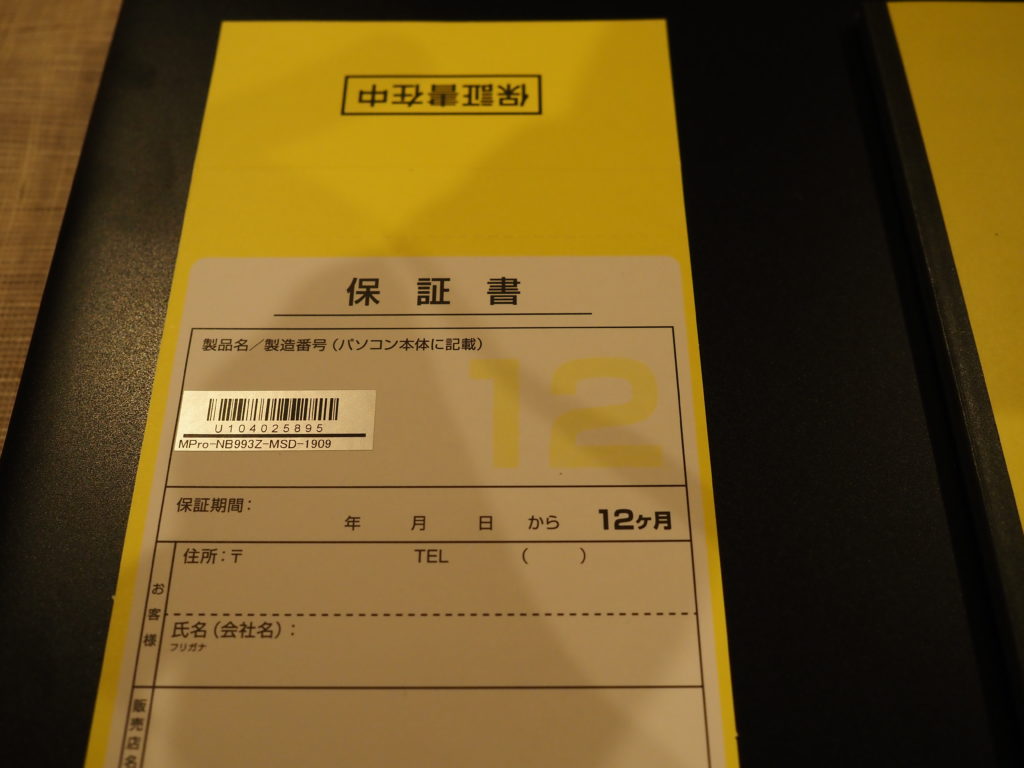 保証書在中
保証書
製品名／製造番号（パソコン本体に記載）
12
U104025895
MPro-NB993Z-MSD-1909
保証期間：
年 月 日 から 12ヶ月
お客様
住所：〒 TEL （ ）
氏名（会社名）：
フリガナ
販売店名